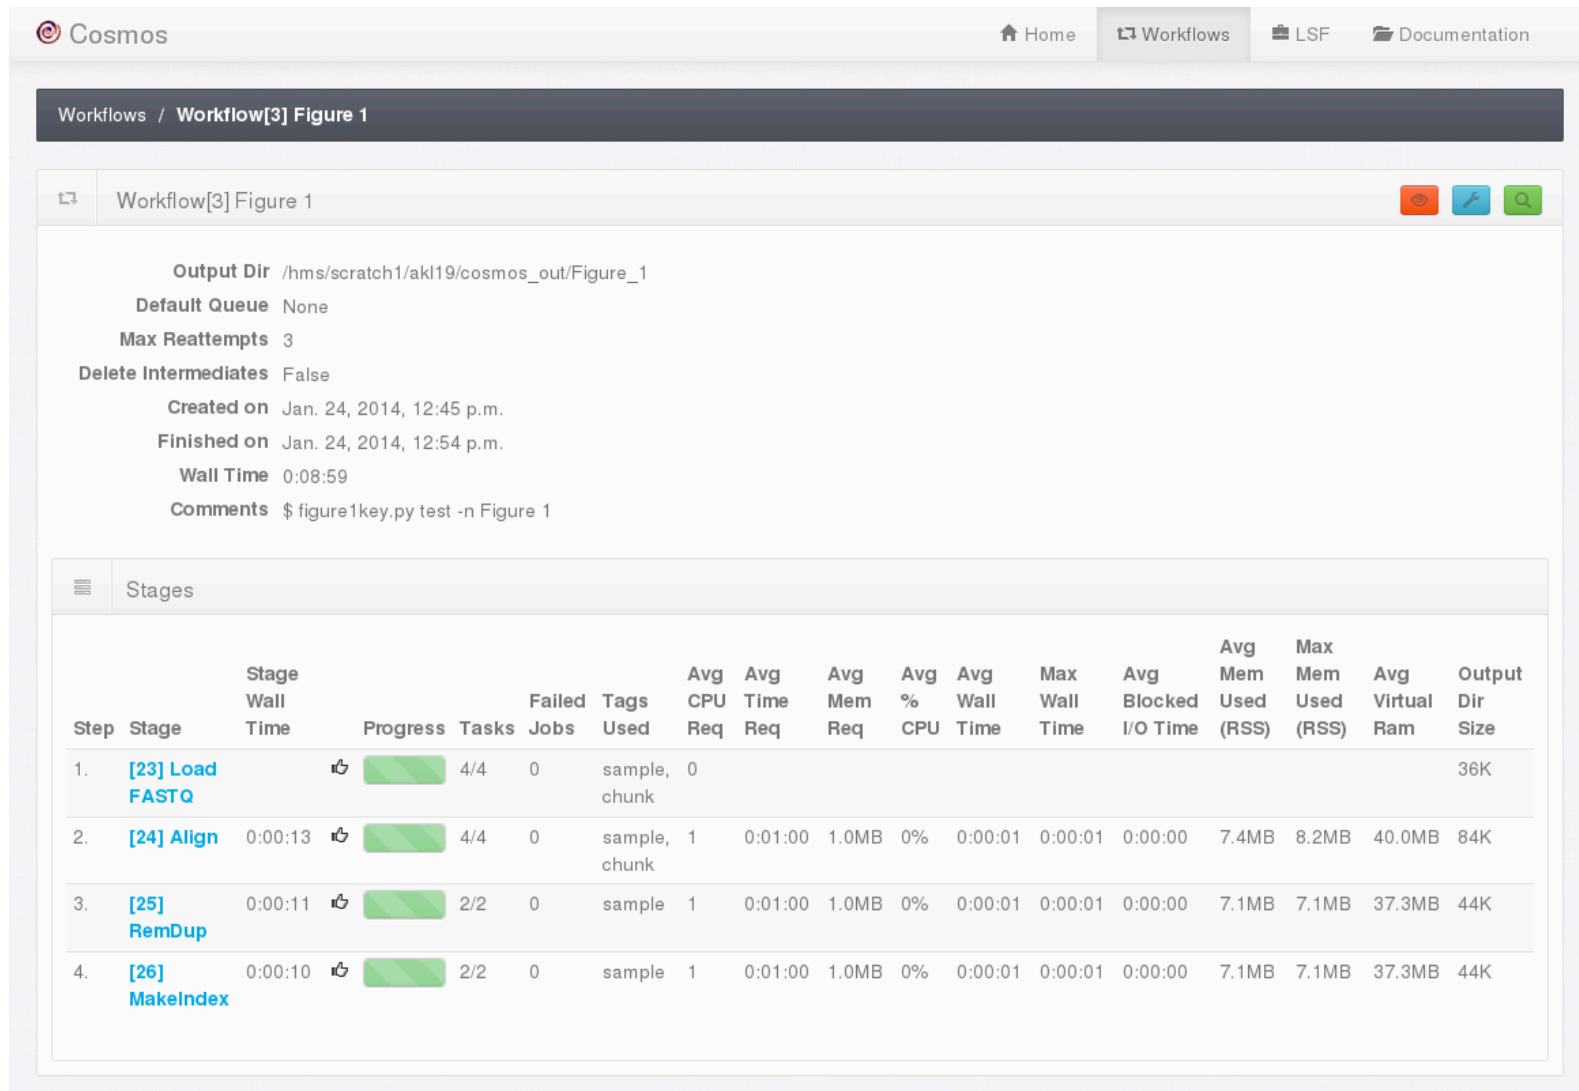 Cosmos
Home
Workflows
LSF
Documentation
Workflows / Workflow[3] Figure 1
Workflow[3] Figure 1
Output Dir /hms/scratch1/akl19/cosmos_out/Figure_1
Default Queue None
Max Reattempts 3
Delete Intermediates False
Created on Jan. 24, 2014, 12:45 p.m.
Finished on Jan. 24, 2014, 12:54 p.m.
Wall Time 0:08:59
Comments $ figure1key.py test -n Figure 1
Stages
Step Stage Stage Wall Time Progress Tasks Failed Jobs Tags Used Avg CPU Req Avg Time Req Avg Mem Req Avg % CPU Avg Wall Time Max Wall Time Avg Blocked I/O Time Avg Mem Used (RSS) Max Mem Used (RSS) Avg Virtual Ram Output Dir Size
1. [23] Load FASTQ 4/4 0 sample, chunk 0 36K
2. [24] Align 0:00:13 4/4 0 sample, chunk 1 0:01:00 1.0MB 0% 0:00:01 0:00:01 0:00:00 7.4MB 8.2MB 40.0MB 84K
3. [25] RemDup 0:00:11 2/2 0 sample 1 0:01:00 1.0MB 0% 0:00:01 0:00:01 0:00:00 7.1MB 7.1MB 37.3MB 44K
4. [26] MakeIndex 0:00:10 2/2 0 sample 1 0:01:00 1.0MB 0% 0:00:01 0:00:01 0:00:00 7.1MB 7.1MB 37.3MB 44K